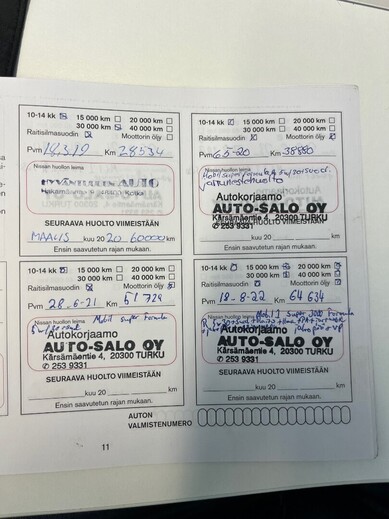 10-14 kk 15 000 km 20 000 km
30 000 km 40 000 km
Raitisilmasuodin Moottorin öljy
Pvm 14.3.19 Km 28534
Nissan huollon leima
HYVÄNTUULIS AUTO
Kotka
SEURAAVA HUOLTO VIIMEISTÄÄN
MAALIS kuu 20 20 60000 km
Ensin saavutetun rajan mukaan.
10-14 kk 15 000 km 20 000 km
30 000 km 40 000 km
Raitisilmasuodin Moottorin öljy
Pvm 6.5-20 Km 38880
Nissan huollon leima
Autokorjaamo
AUTO-SALO OY
Kärsämäentie 4, 20300 TURKU
✆ 253 9331
SEURAAVA HUOLTO VIIMEISTÄÄN
kuu 20 km
Ensin saavutetun rajan mukaan.
10-14 kk 15 000 km 20 000 km
30 000 km 40 000 km
Raitisilmasuodin Moottorin öljy
Pvm 28.6-21 Km 51 729
Nissan huollon leima Mobil Super Formula
Autokorjaamo
AUTO-SALO OY
Kärsämäentie 4, 20300 TURKU
✆ 253 9331
SEURAAVA HUOLTO VIIMEISTÄÄN
kuu 20 km
Ensin saavutetun rajan mukaan.
10-14 kk 15 000 km 20 000 km
30 000 km 40 000 km
Raitisilmasuodin Moottorin öljy
Pvm 18-8-22 Km 64 634
Nissan huollon leima Mobil 1 Super 3000 Formula
Autokorjaamo
AUTO-SALO OY
Kärsämäentie 4, 20300 TURKU
✆ 253 9331
SEURAAVA HUOLTO VIIMEISTÄÄN
kuu 20 km
Ensin saavutetun rajan mukaan.
AUTON
VALMISTENUMERO
11